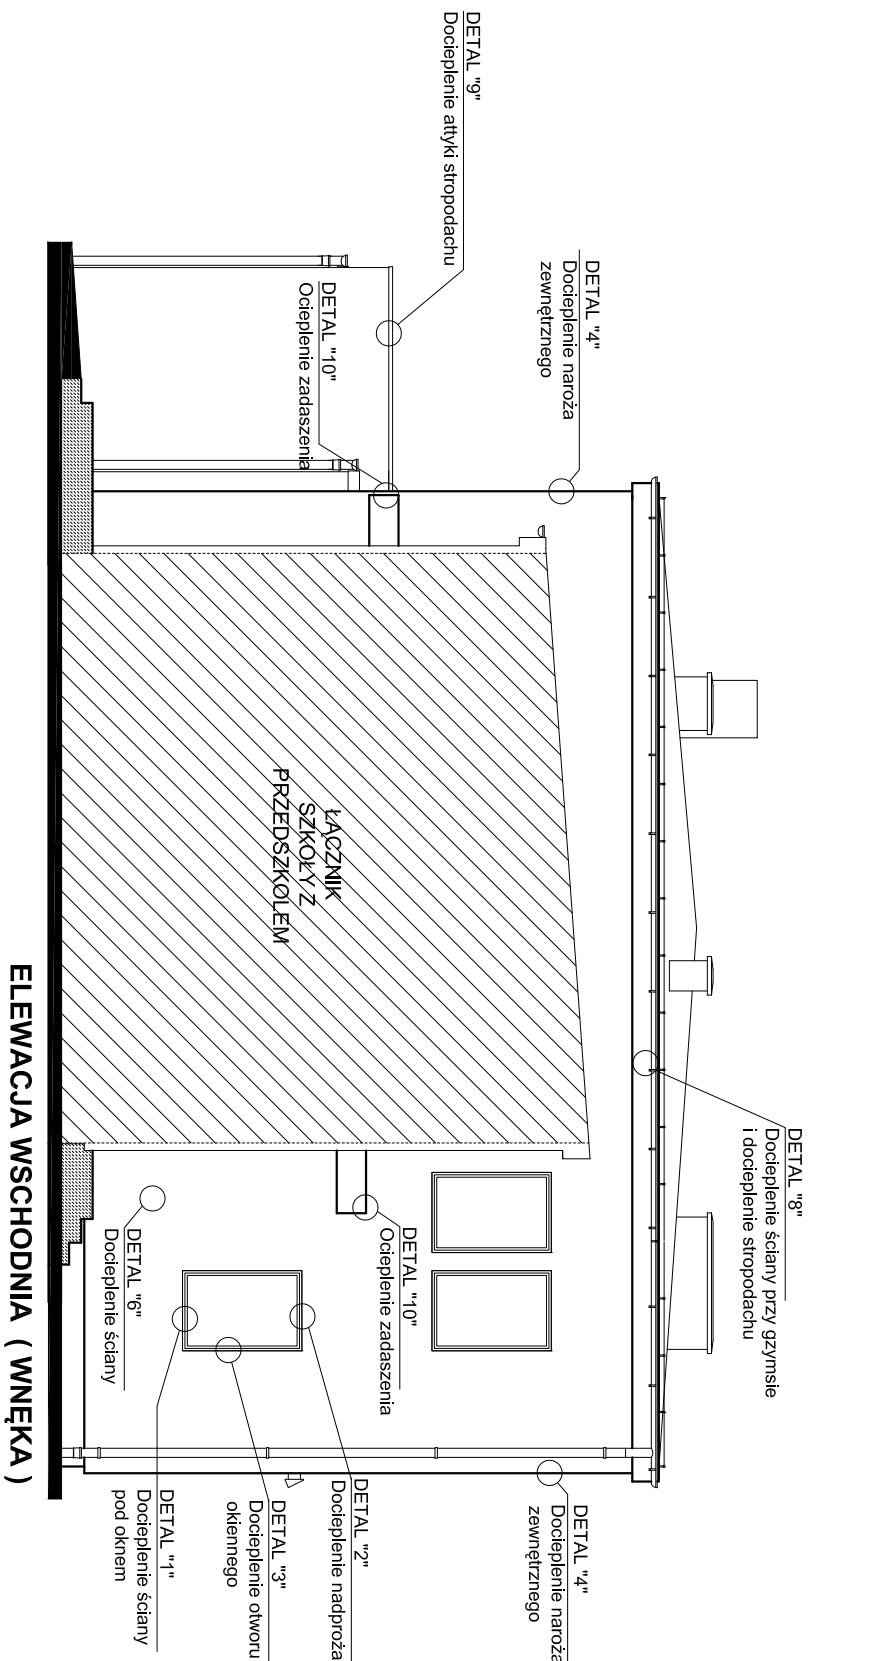 DETAL "9"
Docieplenie attyki stropodachu
DETAL "4"
Docieplenie naroża
zewnętrznego
DETAL "10"
Ocieplenie zadaszenia
ŁĄCZNIK
SZKOŁY Z
PRZEDSZKOLEM
DETAL "8"
Docieplenie ściany przy gzymsie
i docieplenie stropodachu
DETAL "10"
Ocieplenie zadaszenia
DETAL "6"
Docieplenie ściany
DETAL "4"
Docieplenie naroża
zewnętrznego
DETAL "2"
Docieplenie nadproża
DETAL "3"
Docieplenie otworu
okiennego
DETAL "1"
Docieplenie ściany
pod oknem
ELEWACJA WSCHODNIA ( WNĘKA )